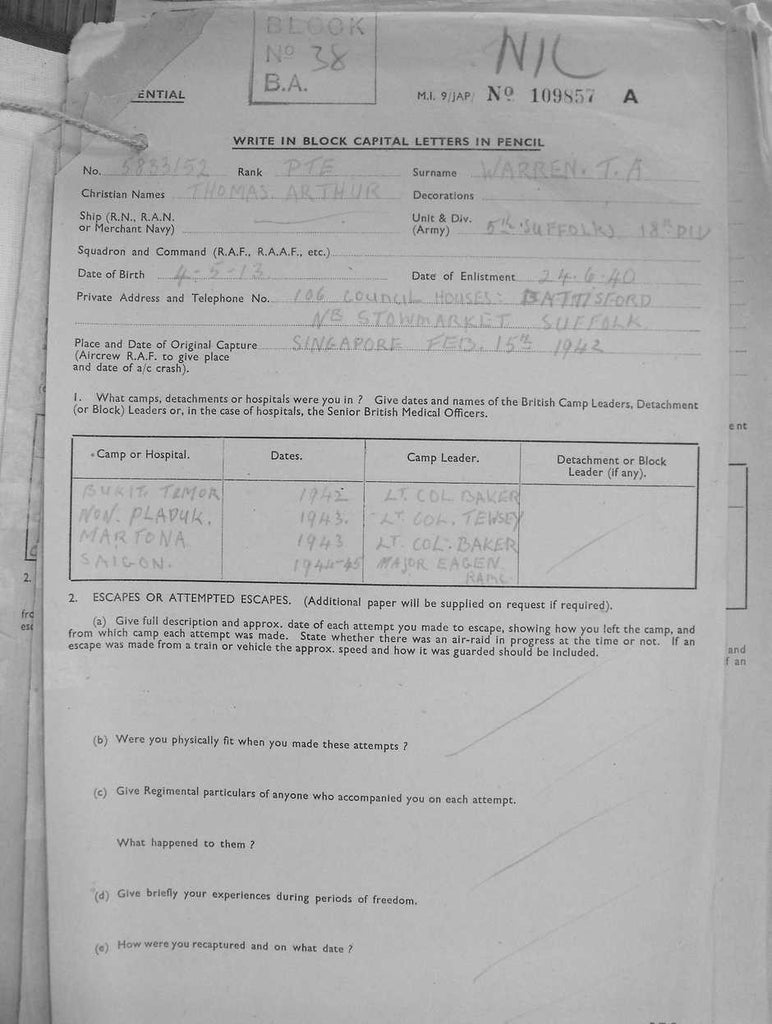 BLOCK
Nº 38
B.A.
NIL
ENTIAL
M.I. 9/JAP/ Nº 109857 A
WRITE IN BLOCK CAPITAL LETTERS IN PENCIL
No. 5833152 Rank PTE Surname WARREN. T. A
Christian Names THOMAS ARTHUR Decorations
Ship (R.N., R.A.N. or Merchant Navy) Unit & Div. (Army) 5th SUFFOLKS 18th DIV
Squadron and Command (R.A.F., R.A.A.F., etc.)
Date of Birth 4-5-13 Date of Enlistment 24.6.40
Private Address and Telephone No. 106 COUNCIL HOUSES. BATTISFORD
NR STOWMARKET SUFFOLK
Place and Date of Original Capture SINGAPORE FEB. 15th 1942
(Aircrew R.A.F. to give place
and date of a/c crash).
1. What camps, detachments or hospitals were you in ? Give dates and names of the British Camp Leaders, Detachment
(or Block) Leaders or, in the case of hospitals, the Senior British Medical Officers.
Camp or Hospital. Dates. Camp Leader. Detachment or Block Leader (if any).
BUKIT. TEMOR 1942 LT. COL BAKER
NON. PLADUK. 1943. LT. COL. TEWSEY
MARTONA 1943 LT. COL. BAKER
SAIGON. 1944-45 MAJOR EAGEN
RAMC.
2. ESCAPES OR ATTEMPTED ESCAPES. (Additional paper will be supplied on request if required).
(a) Give full description and approx. date of each attempt you made to escape, showing how you left the camp, and
from which camp each attempt was made. State whether there was an air-raid in progress at the time or not. If an
escape was made from a train or vehicle the approx. speed and how it was guarded should be included.
(b) Were you physically fit when you made these attempts ?
(c) Give Regimental particulars of anyone who accompanied you on each attempt.
What happened to them ?
(d) Give briefly your experiences during periods of freedom.
(e) How were you recaptured and on what date ?
2.
fro
esc
ent
and
f an